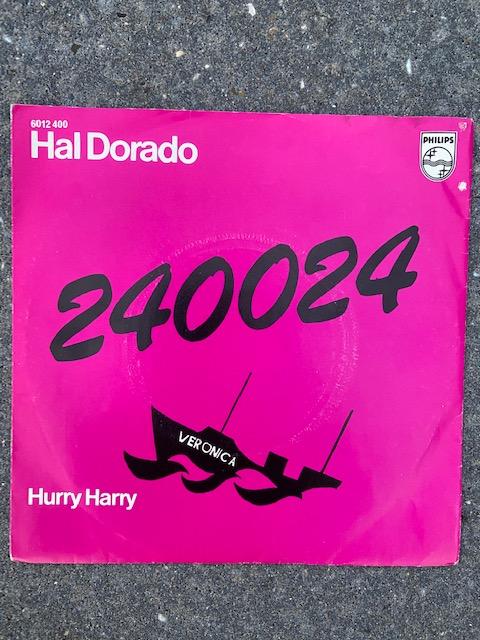 6012 400
Hal Dorado
PHILIPS
240024
VERONICA
Hurry Harry